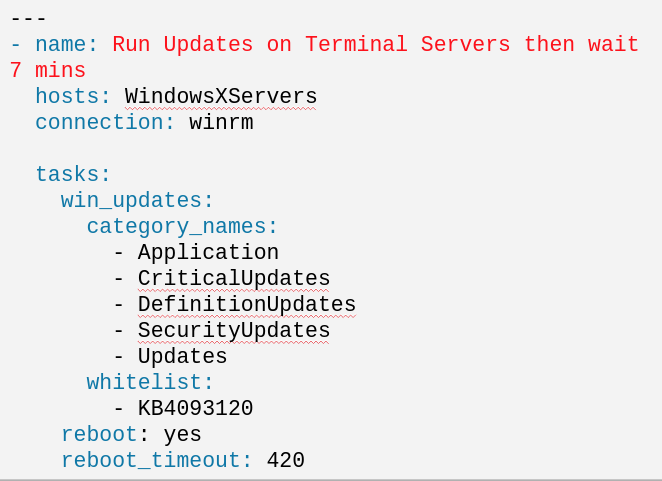 ---
- name: Run Updates on Terminal Servers then wait
7 mins
  hosts: WindowsXServers
  connection: winrm

  tasks:
    win_updates:
      category_names:
        - Application
        - CriticalUpdates
        - DefinitionUpdates
        - SecurityUpdates
        - Updates
      whitelist:
        - KB4093120
    reboot: yes
    reboot_timeout: 420